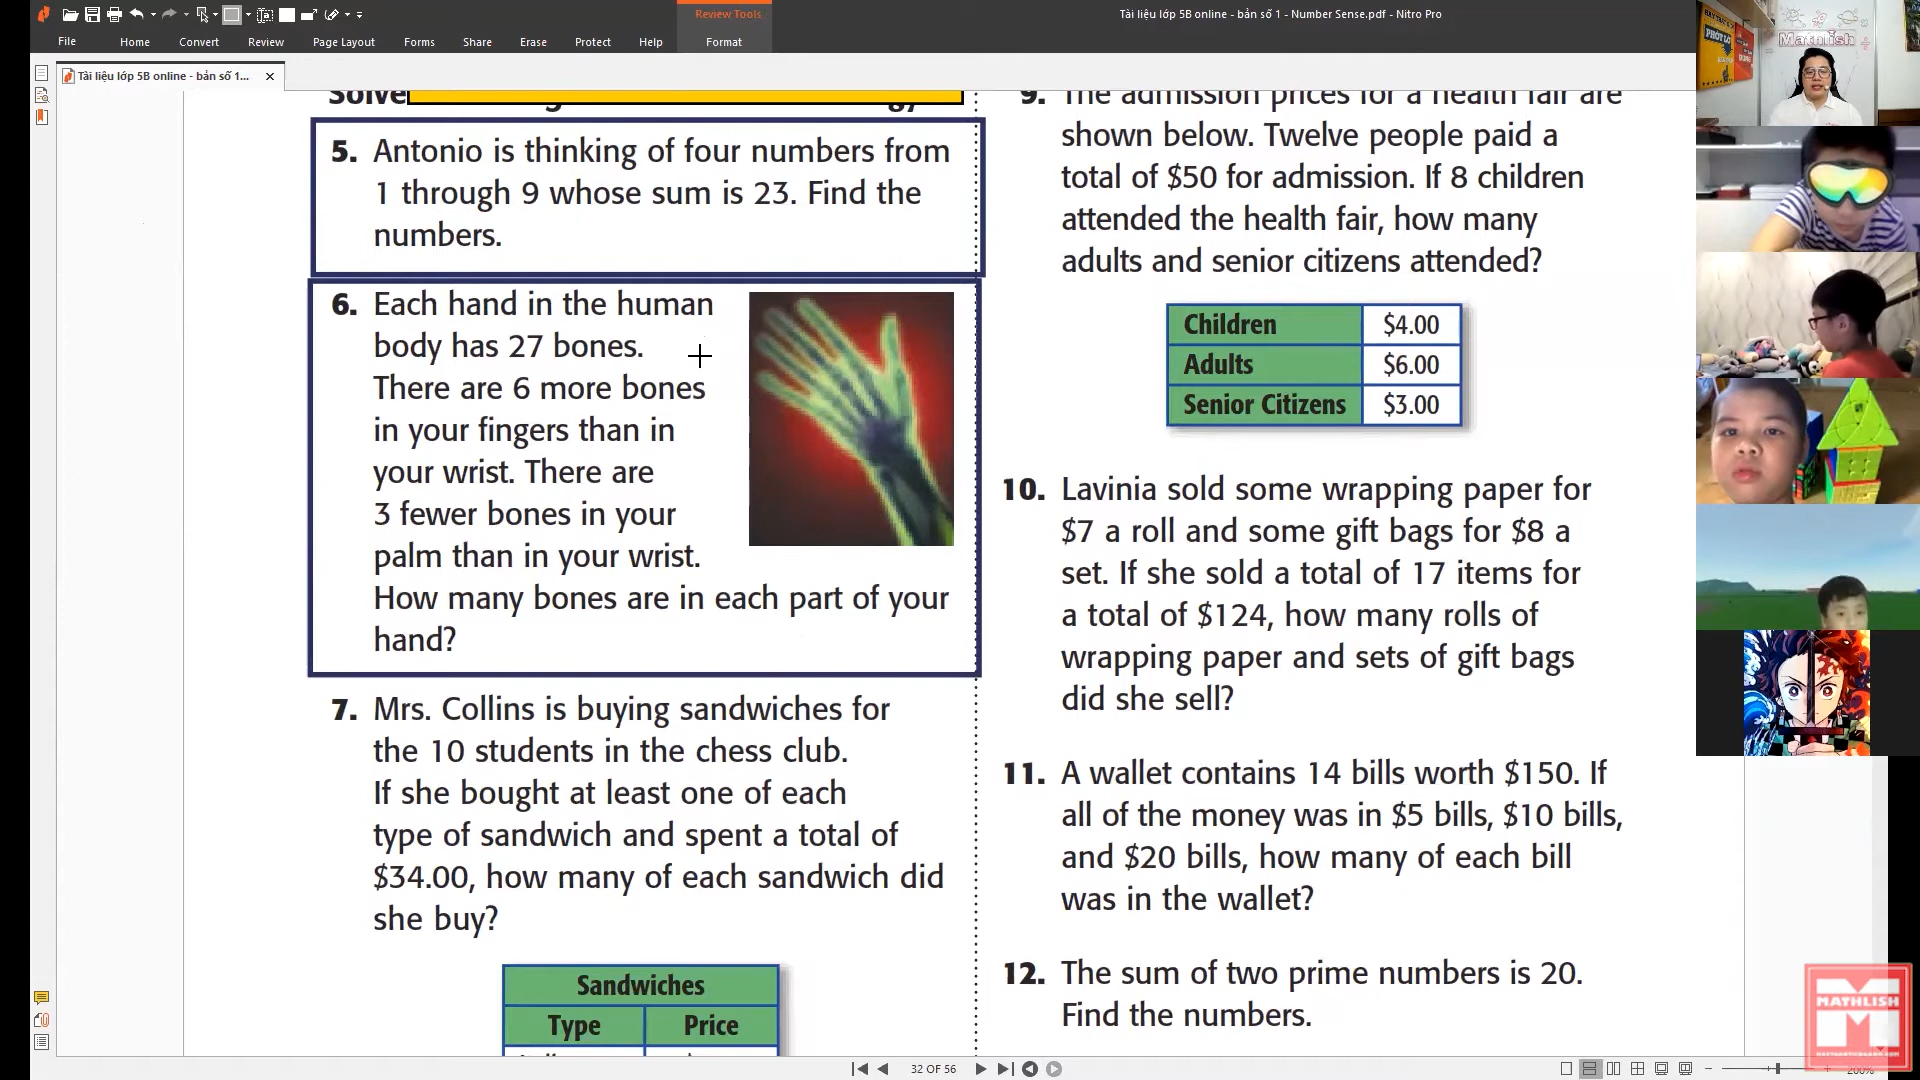 Review Tools
Tài liệu lớp 5B online - bản số 1 - Number Sense.pdf - Nitro Pro
File
Home
Convert
Review
Page Layout
Forms
Share
Erase
Protect
Help
Format
Tài liệu lớp 5B online - bản số 1...
Solve
5. Antonio is thinking of four numbers from
1 through 9 whose sum is 23. Find the
numbers.
6. Each hand in the human
body has 27 bones.
There are 6 more bones
in your fingers than in
your wrist. There are
3 fewer bones in your
palm than in your wrist.
How many bones are in each part of your
hand?
7. Mrs. Collins is buying sandwiches for
the 10 students in the chess club.
If she bought at least one of each
type of sandwich and spent a total of
$34.00, how many of each sandwich did
she buy?
Sandwiches
Type Price
9. The admission prices for a health fair are
shown below. Twelve people paid a
total of $50 for admission. If 8 children
attended the health fair, how many
adults and senior citizens attended?
Children $4.00
Adults $6.00
Senior Citizens $3.00
10. Lavinia sold some wrapping paper for
$7 a roll and some gift bags for $8 a
set. If she sold a total of 17 items for
a total of $124, how many rolls of
wrapping paper and sets of gift bags
did she sell?
11. A wallet contains 14 bills worth $150. If
all of the money was in $5 bills, $10 bills,
and $20 bills, how many of each bill
was in the wallet?
12. The sum of two prime numbers is 20.
Find the numbers.
32 OF 56
200%
Mathlish
MATHLISH